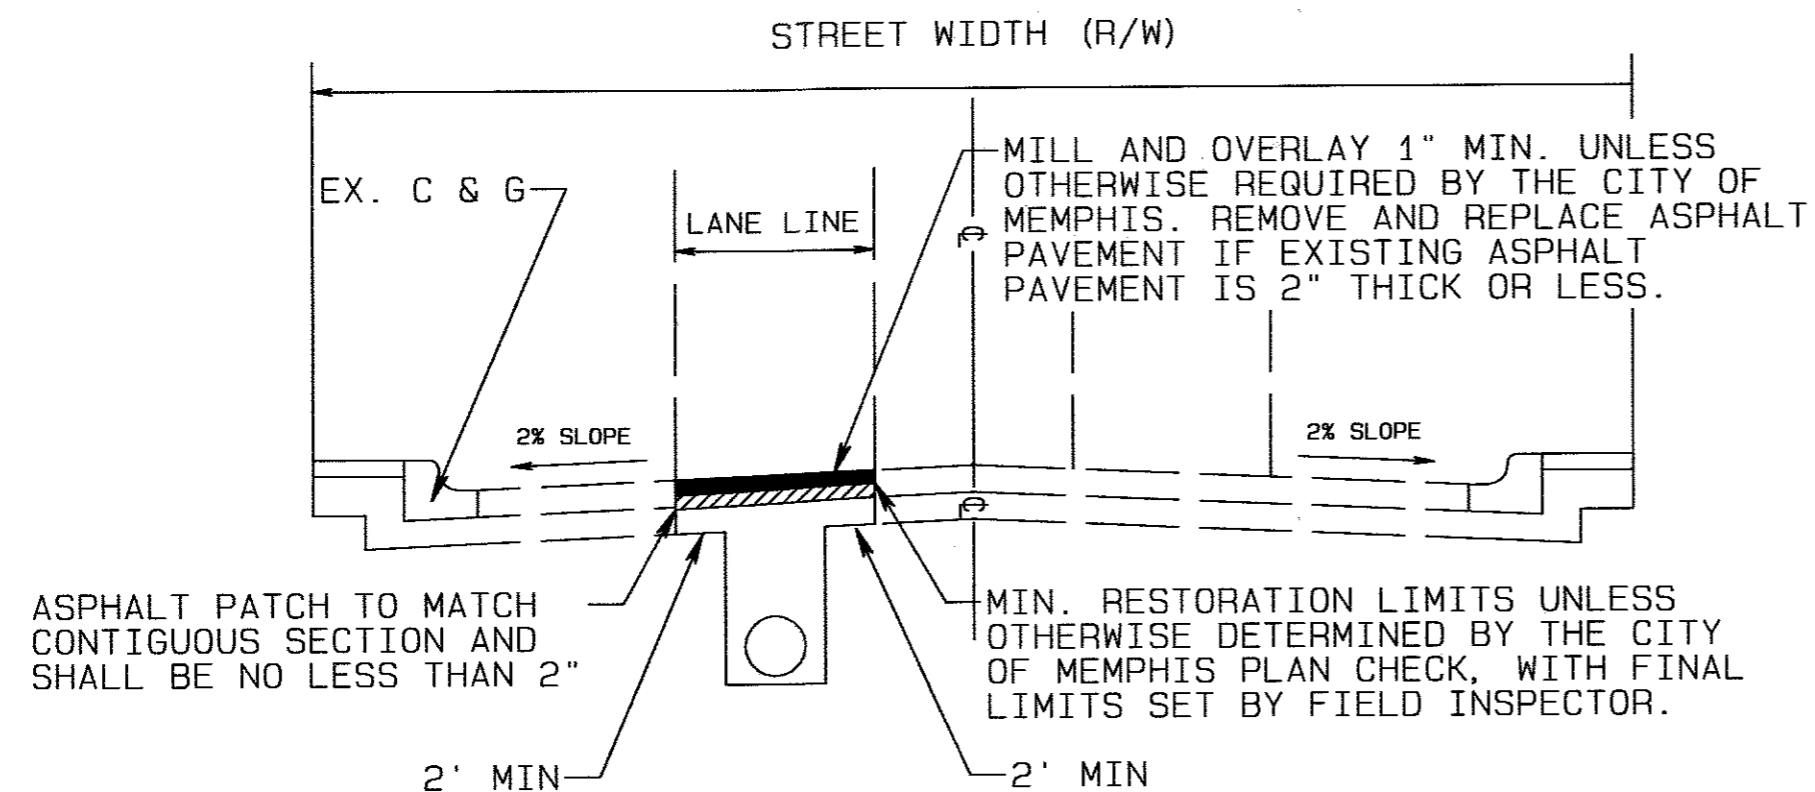 STREET WIDTH (R/W)
MILL AND OVERLAY 1" MIN. UNLESS
OTHERWISE REQUIRED BY THE CITY OF
MEMPHIS. REMOVE AND REPLACE ASPHALT
PAVEMENT IF EXISTING ASPHALT
PAVEMENT IS 2" THICK OR LESS.
EX. C & G
LANE LINE
CL
2% SLOPE
2% SLOPE
CL
ASPHALT PATCH TO MATCH
CONTIGUOUS SECTION AND
SHALL BE NO LESS THAN 2"
MIN. RESTORATION LIMITS UNLESS
OTHERWISE DETERMINED BY THE CITY
OF MEMPHIS PLAN CHECK, WITH FINAL
LIMITS SET BY FIELD INSPECTOR.
2' MIN
2' MIN